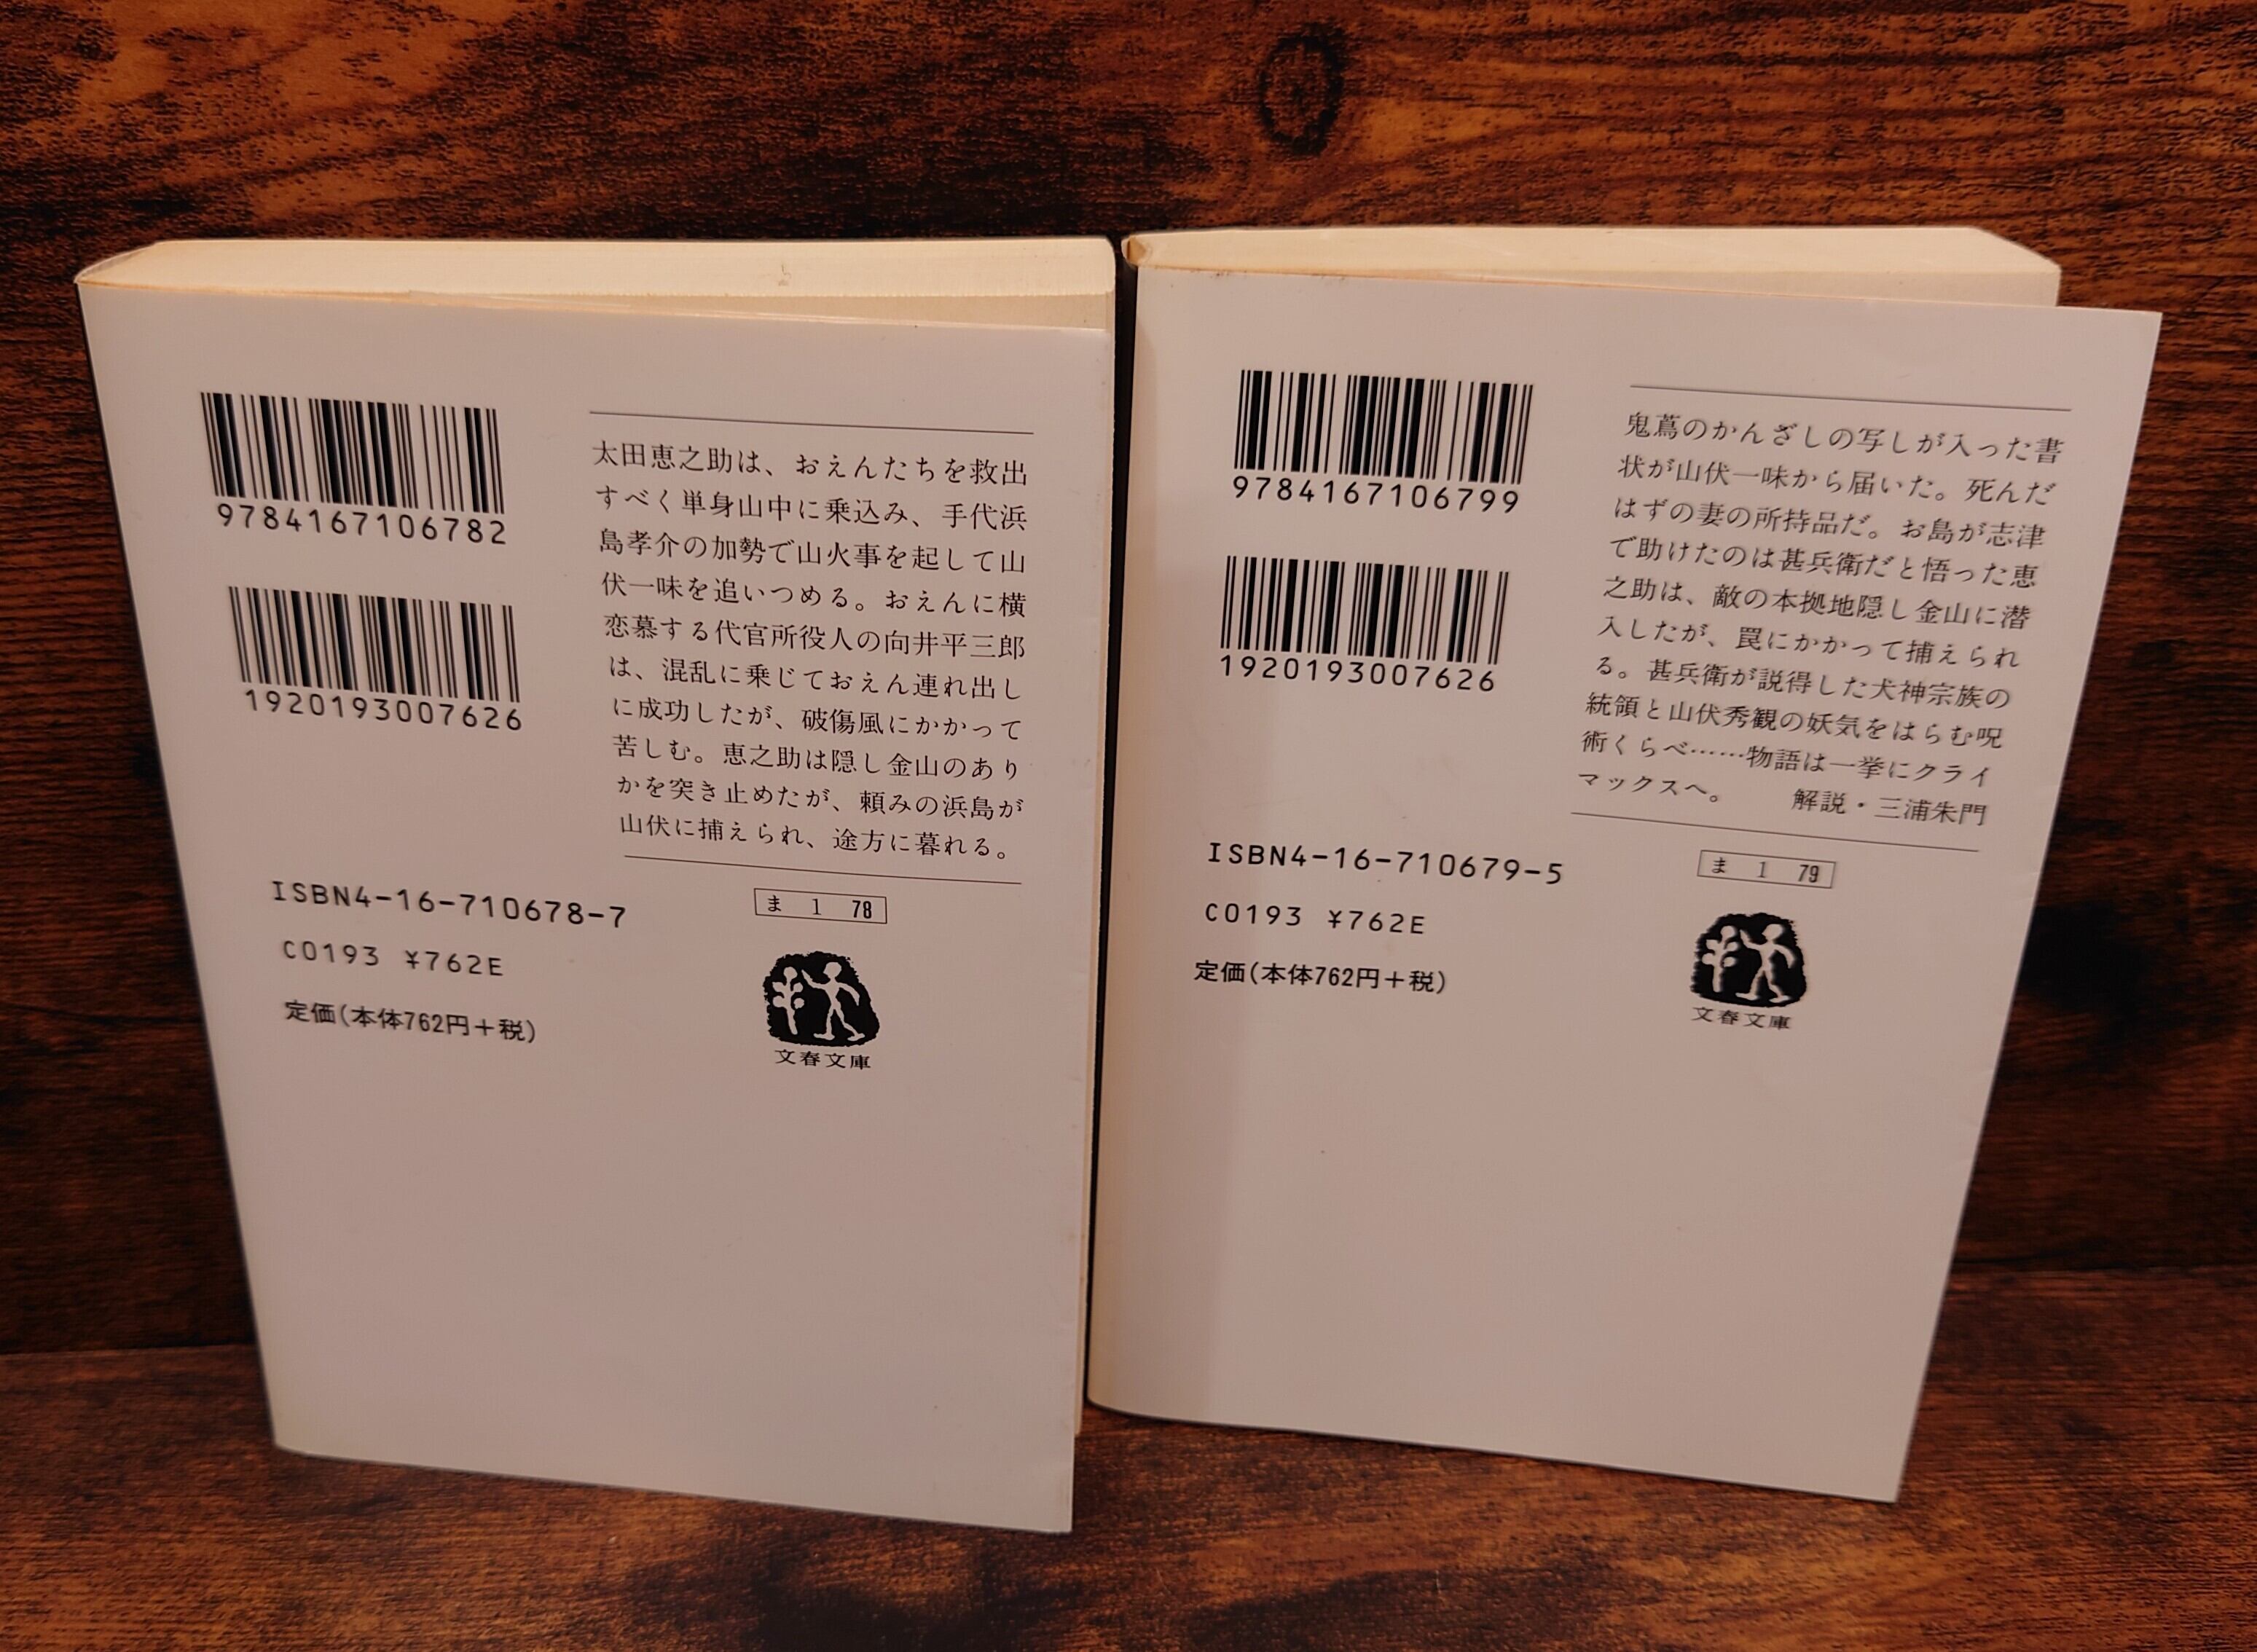 9784167106782
1920193007626
太田恵之助は、おえんたちを救出
すべく単身山中に乗込み、手代浜
島孝介の加勢で山火事を起して山
伏一味を追いつめる。おえんに横
恋慕する代官所役人の向井平三郎
は、混乱に乗じておえん連れ出し
に成功したが、破傷風にかかって
苦しむ。恵之助は隠し金山のあり
かを突き止めたが、頼みの浜島が
山伏に捕えられ、途方に暮れる。
ISBN4-16-710678-7
C0193 ¥762E
定価(本体762円+税)
ま 1 78
文春文庫
9784167106799
1920193007626
鬼蔦のかんざしの写しが入った書
状が山伏一味から届いた。死んだ
はずの妻の所持品だ。お島が志津
で助けたのは甚兵衛だと悟った恵
之助は、敵の本拠地隠し金山に潜
入したが、罠にかかって捕えられ
る。甚兵衛が説得した犬神宗族の
統領と山伏秀観の妖気をはらむ呪
術くらべ……物語は一挙にクライ
マックスへ。 解説・三浦朱門
ISBN4-16-710679-5
C0193 ¥762E
定価(本体762円+税)
ま 1 79
文春文庫